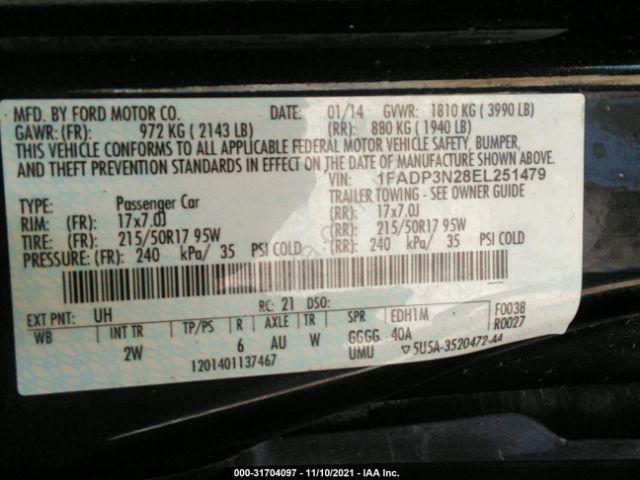 MFD. BY FORD MOTOR CO. DATE: 01/14 GVWR: 1810 KG ( 3990 LB)
GAWR: (FR): 972 KG ( 2143 LB) (RR): 880 KG ( 1940 LB)
THIS VEHICLE CONFORMS TO ALL APPLICABLE FEDERAL MOTOR VEHICLE SAFETY, BUMPER,
AND THEFT PREVENTION STANDARDS IN EFFECT ON THE DATE OF MANUFACTURE SHOWN ABOVE.
VIN: 1FADP3N28EL251479
TYPE: Passenger Car TRAILER TOWING - SEE OWNER GUIDE
RIM: (FR): 17x7.0J (RR): 17x7.0J
TIRE: (FR): 215/50R17 95W (RR): 215/50R17 95W
PRESSURE: (FR): 240 kPa/ 35 PSI COLD (RR): 240 kPa/ 35 PSI COLD
EXT PNT: UH RC: 21 DSO:
WB INT TR TP/PS R AXLE TR SPR EDH1M F0038
2W 6 AU W GGGG 40A R0027
1201401137467 UMU ▽5U5A-3520472-AA
000-31704097 - 11/10/2021 - IAA Inc.